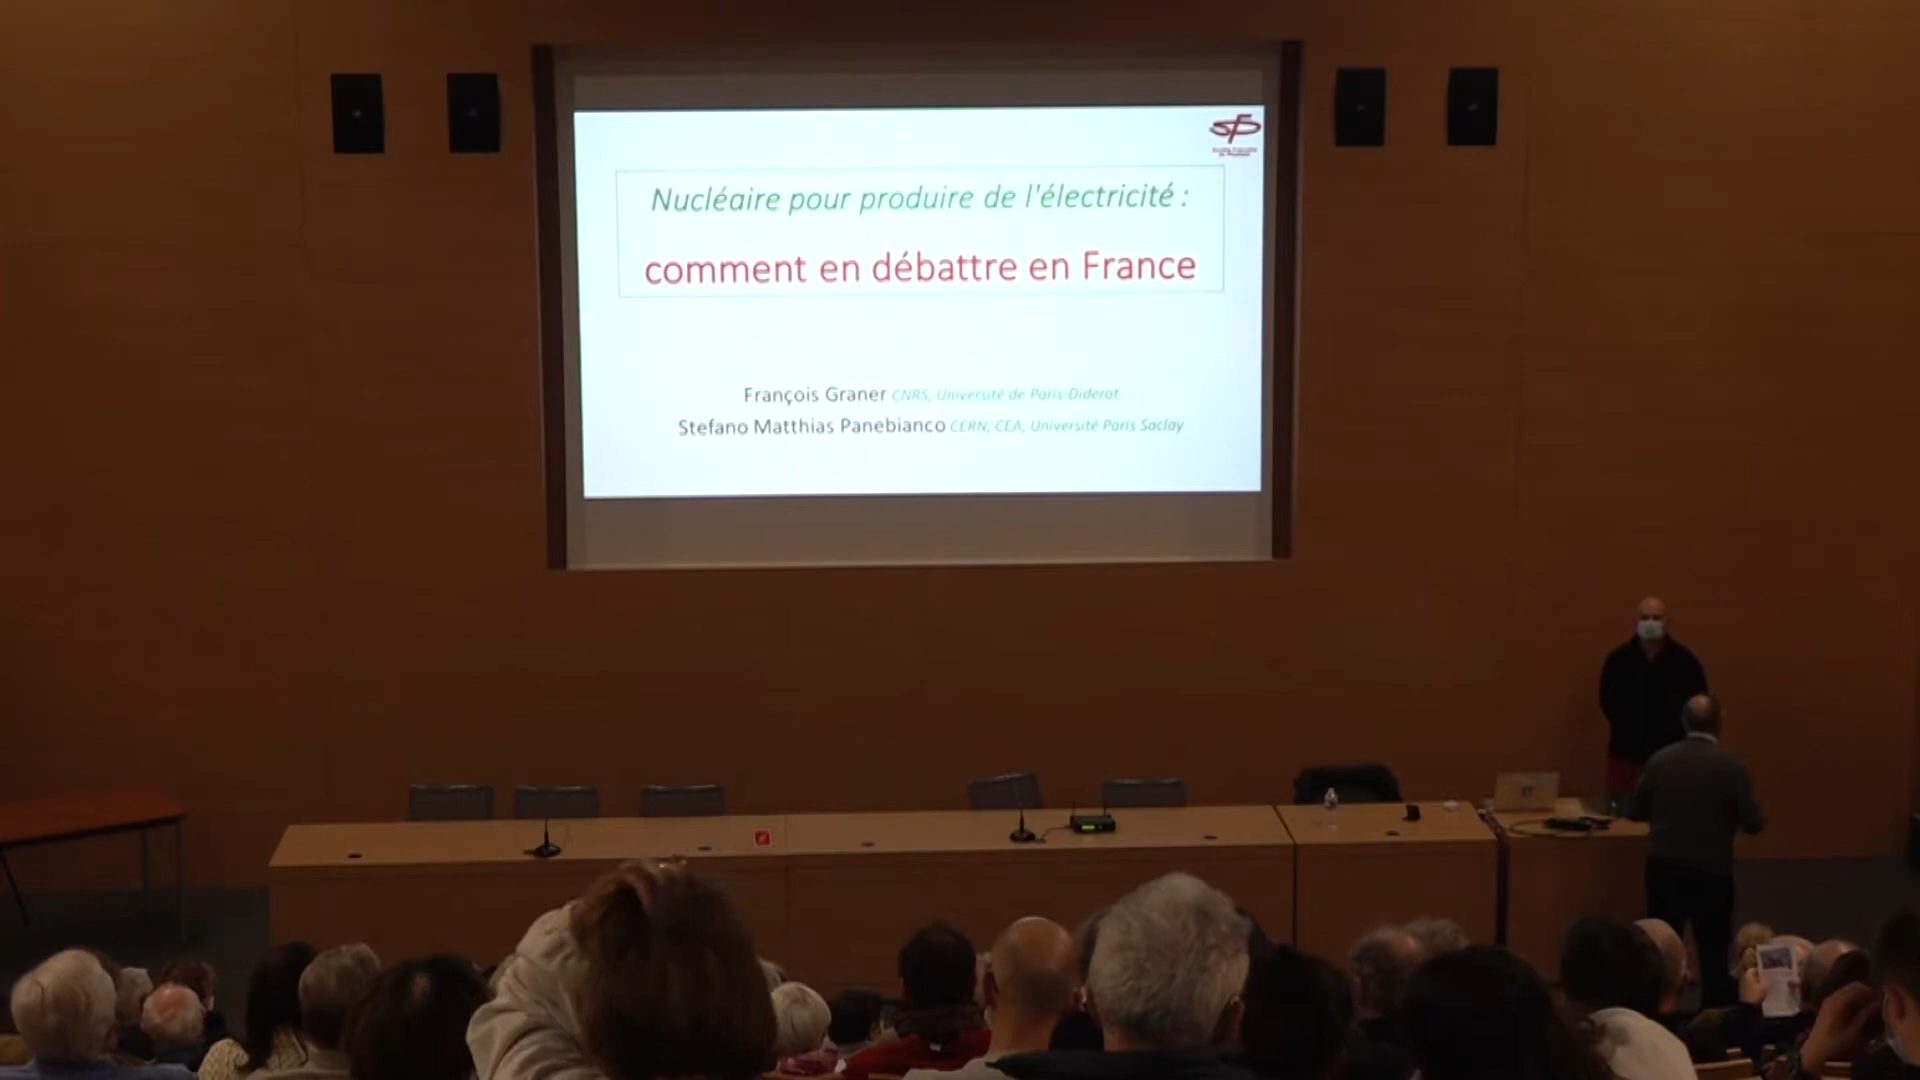 Nucléaire pour produire de l'électricité :
comment en débattre en France
François Graner CNRS, Université de Paris-Diderot
Stefano Matthias Panebianco CERN, CEA, Université Paris Saclay